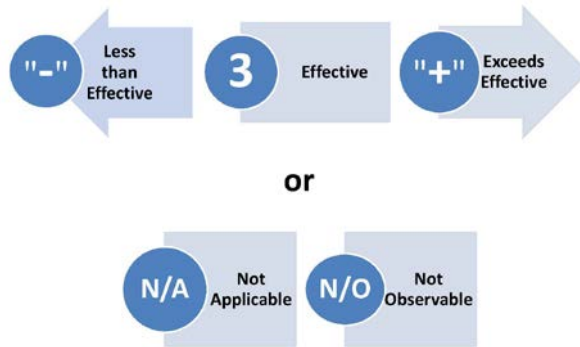 "-"
Less
than
Effective
3
Effective
"+"
Exceeds
Effective
or
N/A
Not
Applicable
N/O
Not
Observable